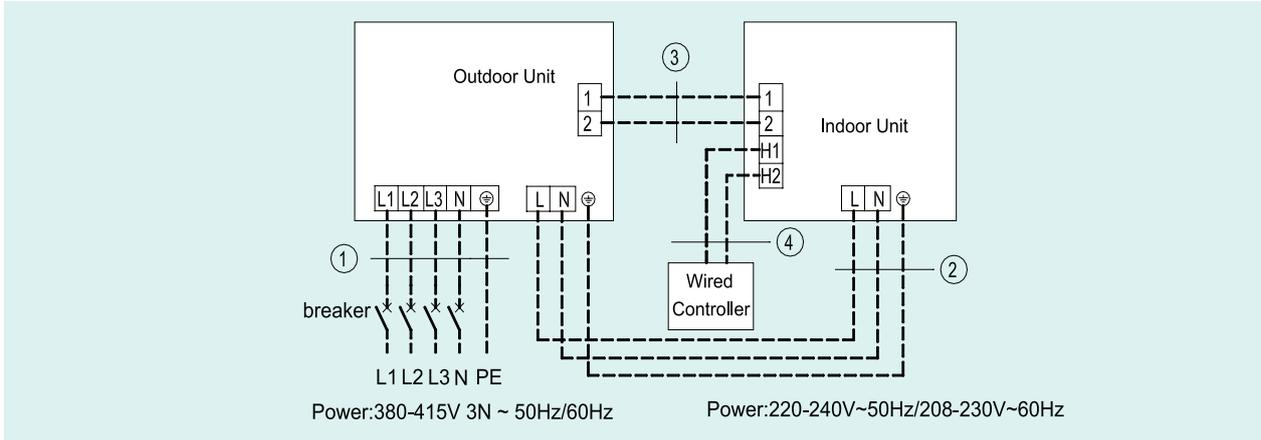 Outdoor Unit
3
1
2
1
2
H1
H2
Indoor Unit
L1 L2 L3 N
L N
L N
1
4
2
Wired
Controller
breaker
L1 L2 L3 N PE
Power:380-415V 3N ~ 50Hz/60Hz
Power:220-240V~50Hz/208-230V~60Hz